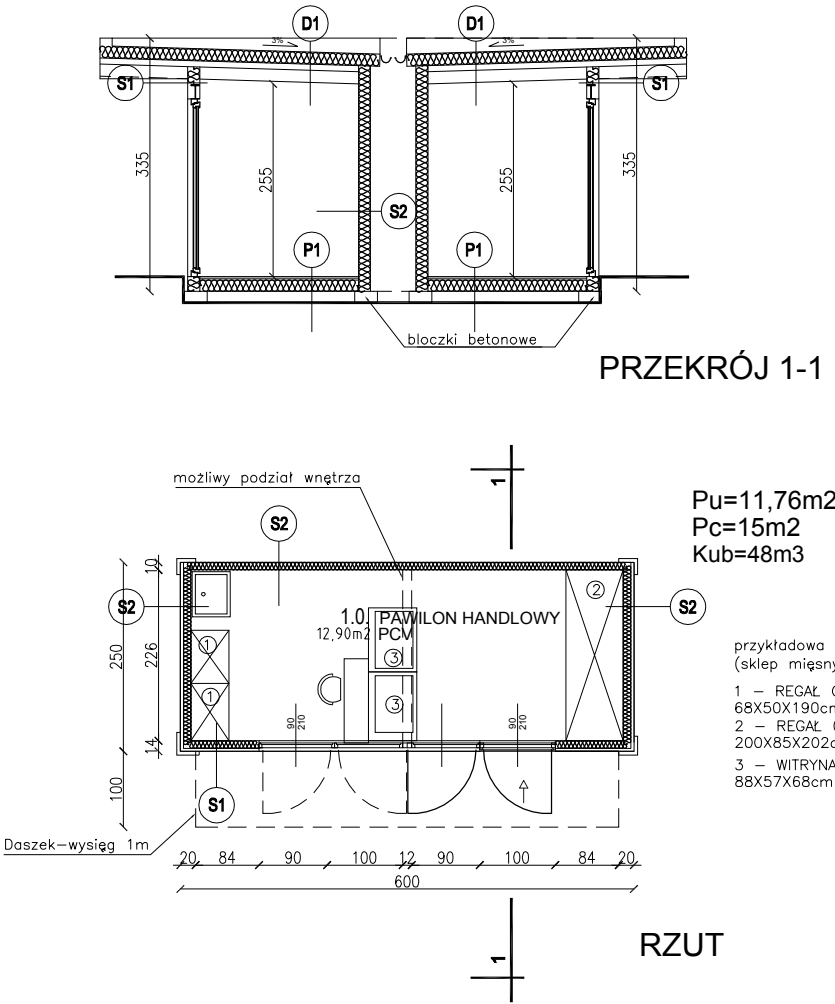 D1 D1
3% 3%
S1 S1
335 255 255 335
S2
P1 P1
bloczki betonowe
PRZEKRÓJ 1-1
możliwy podział wnętrza
1
Pu=11,76m2
Pc=15m2
Kub=48m3
S2
10
S2 S2
2
1.0. PAWILON HANDLOWY
12,90m2 PCV
250 226
1
3
przykładowa
(sklep mięsny
1
3
1 – REGAŁ
68X50X190cm
2 – REGAŁ
200X85X202c
3 – WITRYNA
88X57X68cm
90
210
90
210
14
100
S1
Daszek–wysięg 1m
20 84 90 100 12 90 100 84 20
600
1
RZUT